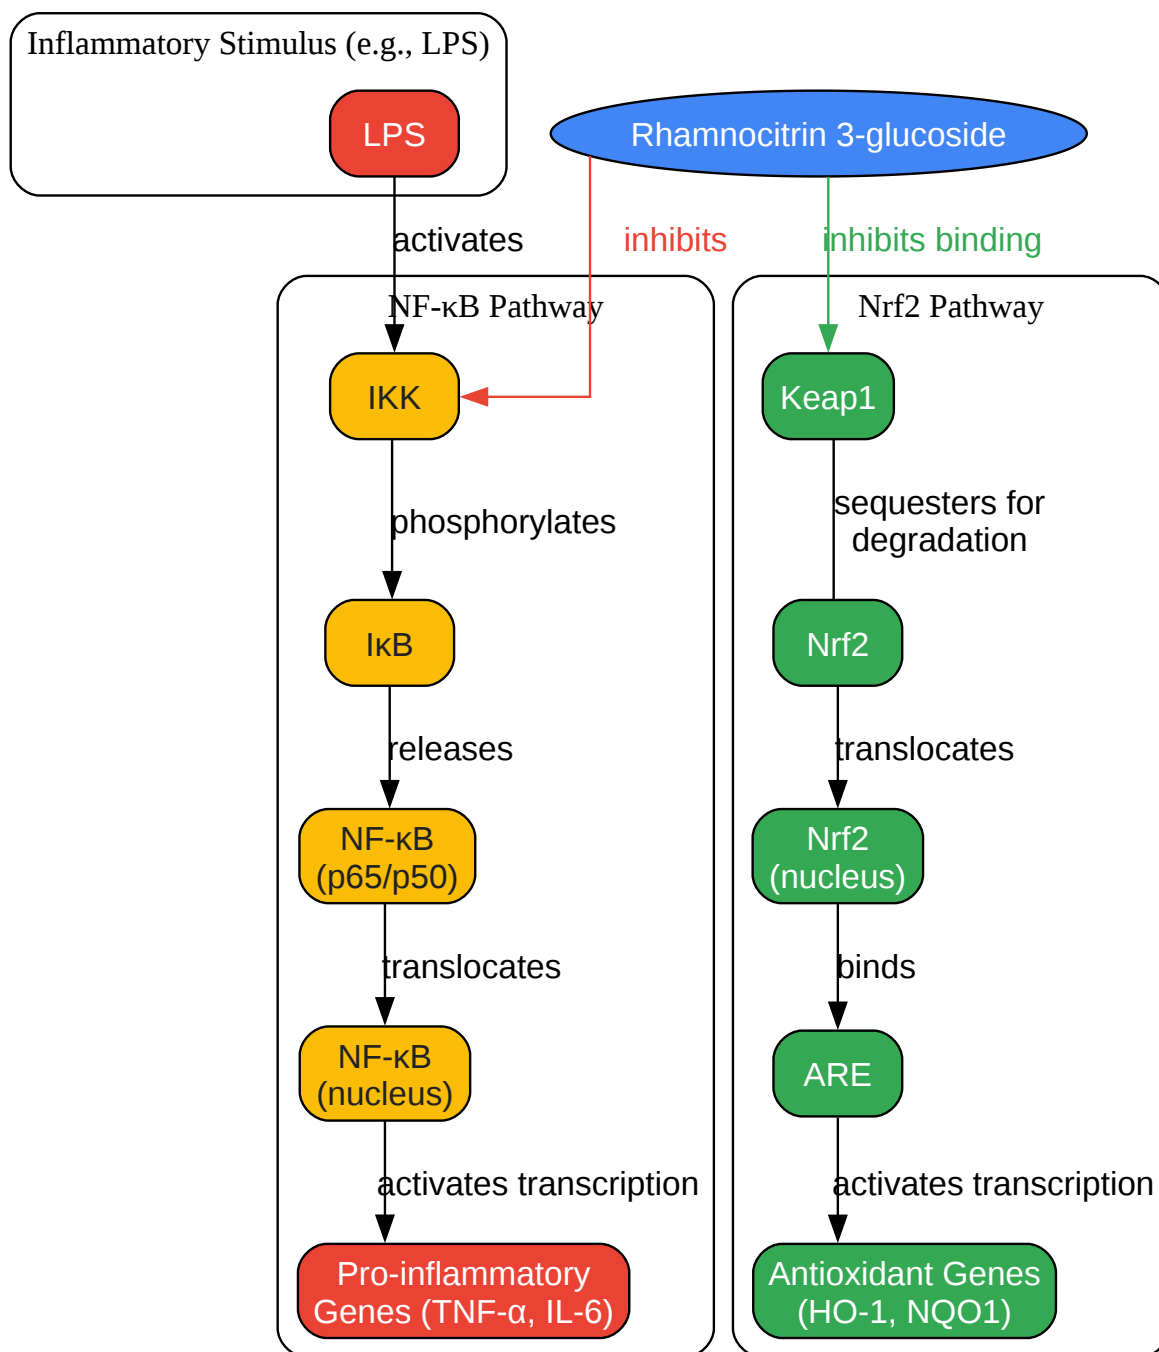 Inflammatory Stimulus (e.g., LPS)
LPS
Rhamnocitrin 3-glucoside
activates
inhibits
inhibits binding
NF-κB Pathway
Nrf2 Pathway
IKK
Keap1
phosphorylates
sequesters for
degradation
IκB
Nrf2
releases
translocates
NF-κB
(p65/p50)
Nrf2
(nucleus)
translocates
binds
NF-κB
(nucleus)
ARE
activates transcription
activates transcription
Pro-inflammatory
Genes (TNF-α, IL-6)
Antioxidant Genes
(HO-1, NQO1)